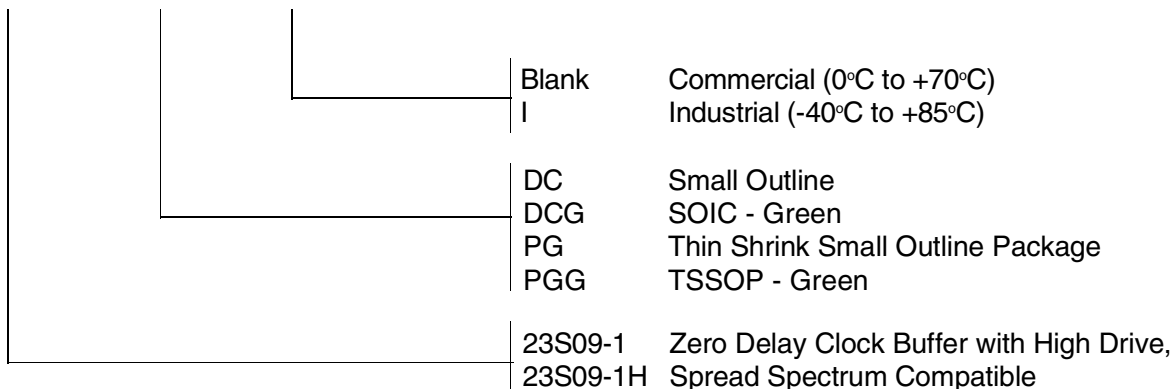 Blank Commercial (0°C to +70°C)
I Industrial (-40°C to +85°C)
DC Small Outline
DCG SOIC - Green
PG Thin Shrink Small Outline Package
PGG TSSOP - Green
23S09-1 Zero Delay Clock Buffer with High Drive,
23S09-1H Spread Spectrum Compatible